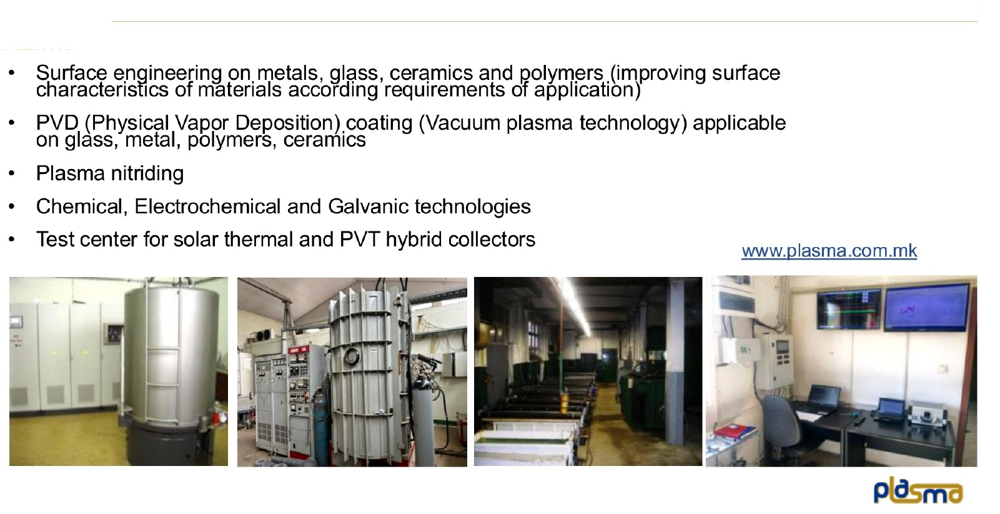 • Surface engineering on metals, glass, ceramics and polymers (improving surface
characteristics of materials according requirements of application)
• PVD (Physical Vapor Deposition) coating (Vacuum plasma technology) applicable
on glass, metal, polymers, ceramics
• Plasma nitriding
• Chemical, Electrochemical and Galvanic technologies
• Test center for solar thermal and PVT hybrid collectors
www.plasma.com.mk
plasma